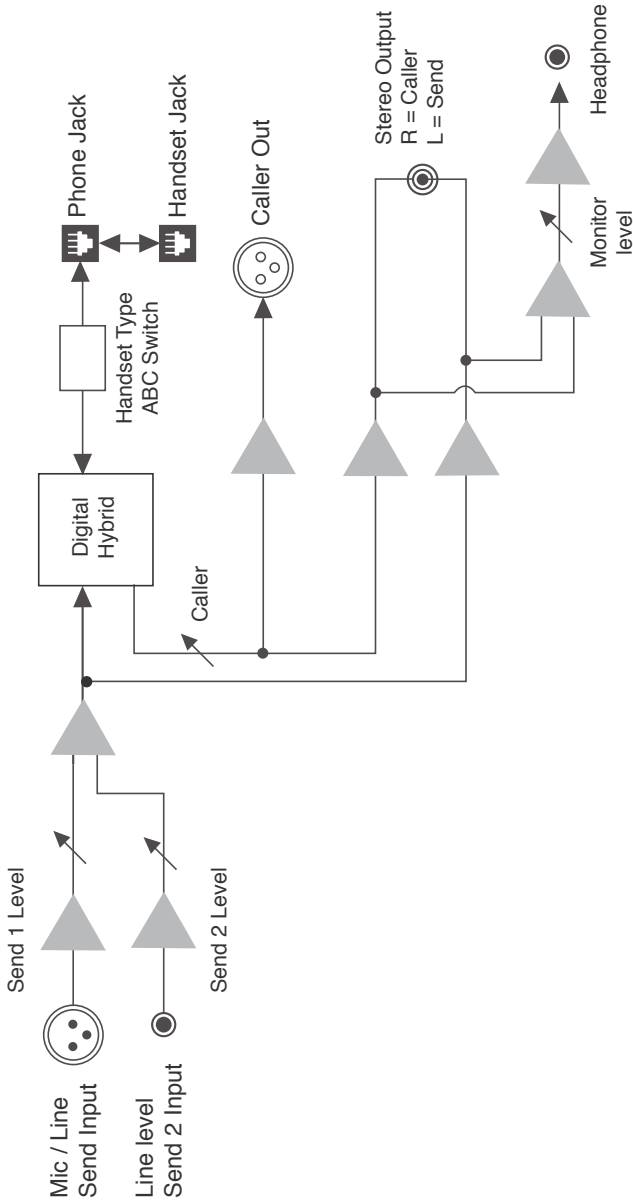 Mic / Line
Send Input
Send 1 Level
Line level
Send 2 Input
Send 2 Level
Digital
Hybrid
Caller
Handset Type
ABC Switch
Phone Jack
Handset Jack
Caller Out
Stereo Output
R = Caller
L = Send
Monitor
level
Headphone